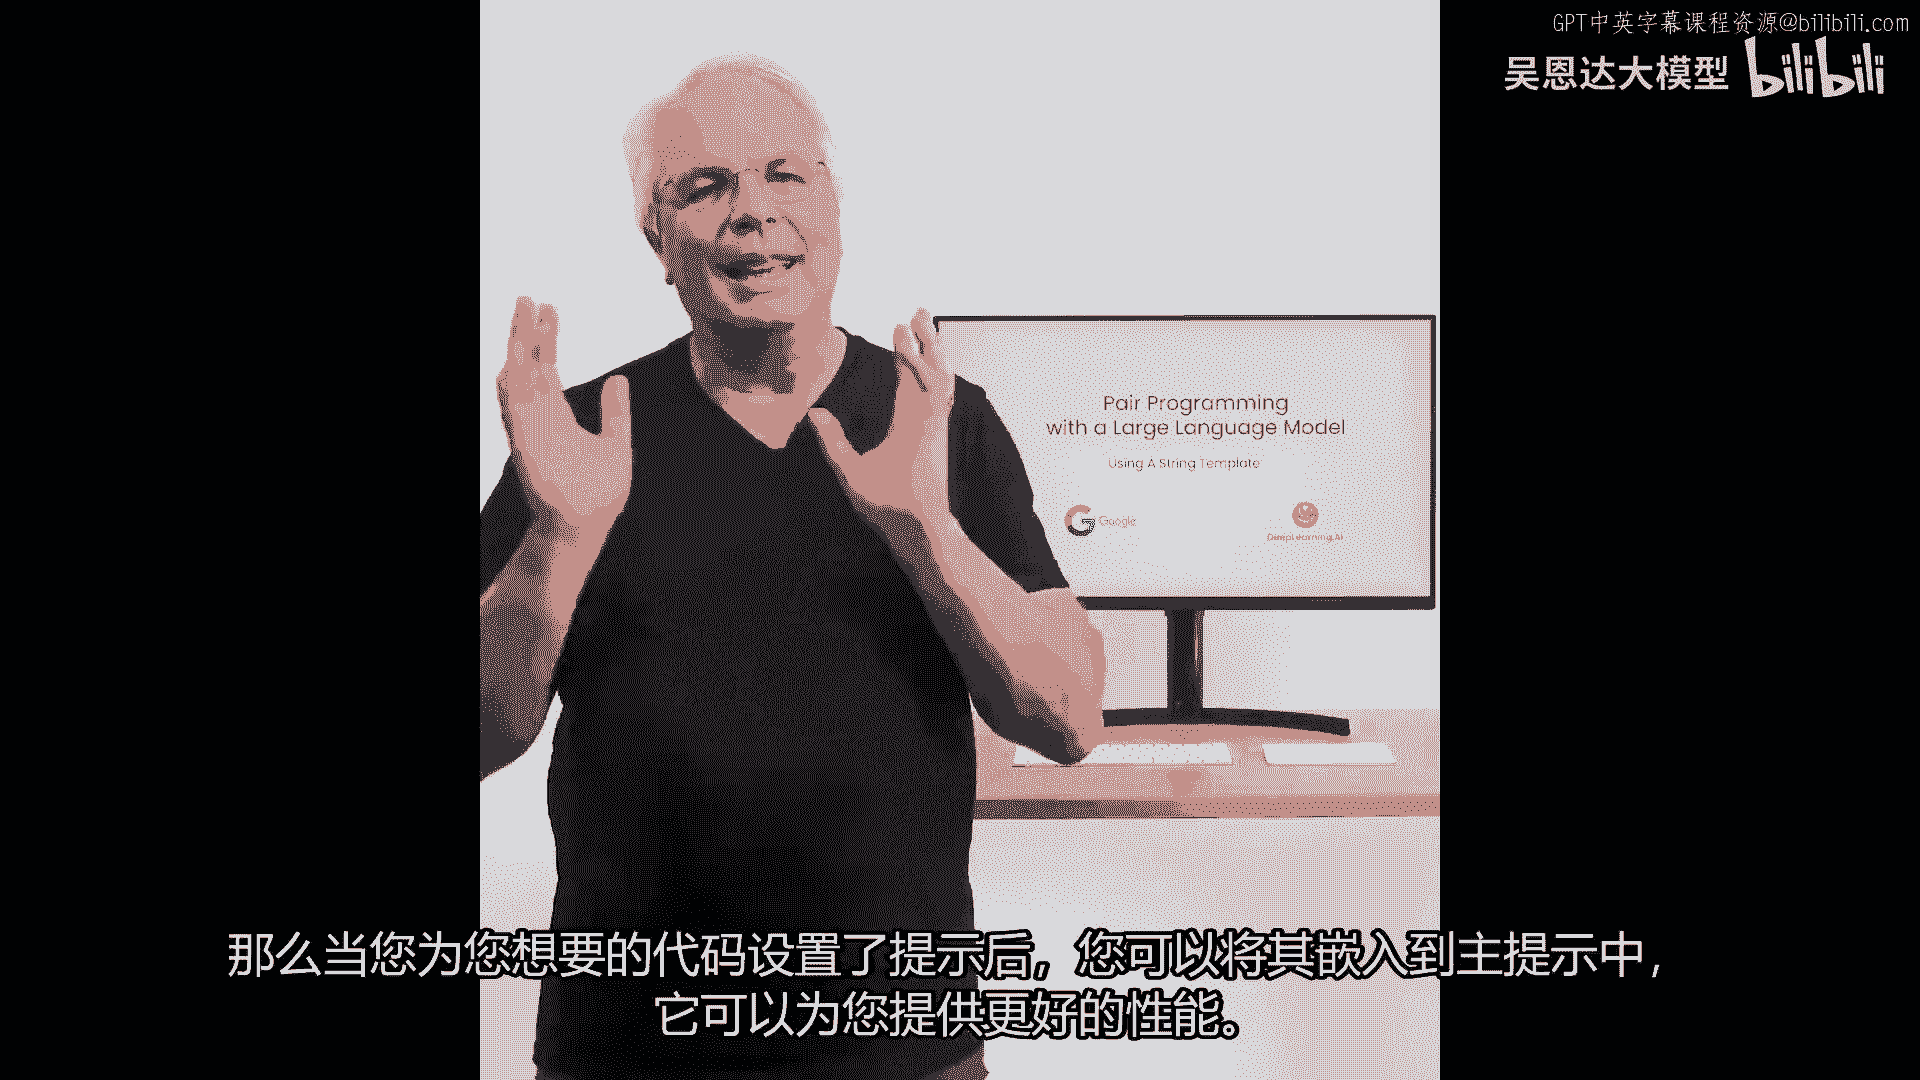 GPT中英字幕课程资源@bilibili.com
吴恩达大模型 bilibili
Pair Programming
with a Large Language Model
Using A String Template
Google
DeepLearning.AI
那么当您为您想要的代码设置了提示后，您可以将其嵌入到主提示中，
它可以为您提供更好的性能。